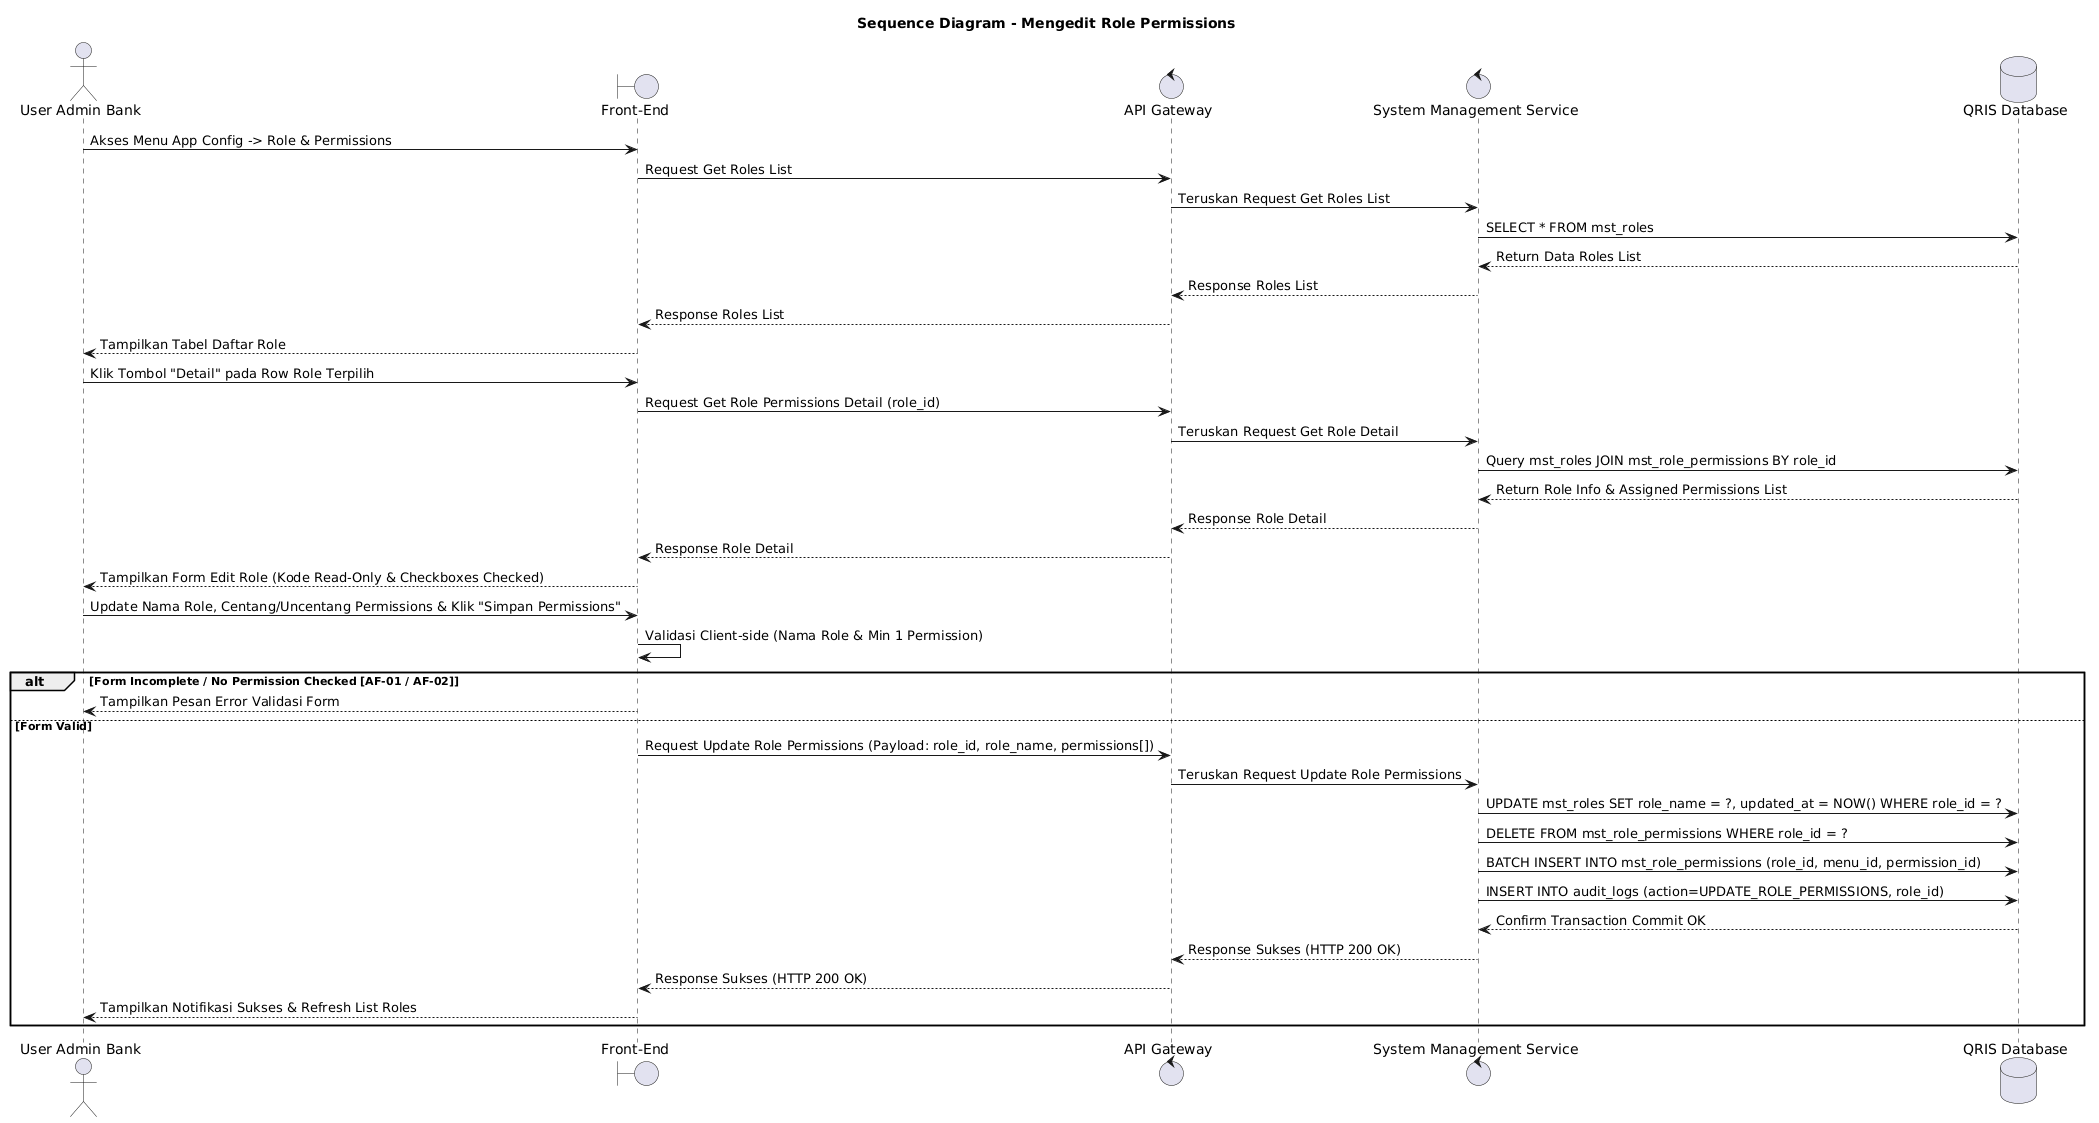 Sequence Diagram - Mengedit Role Permissions
User Admin Bank
Front-End
API Gateway
System Management Service
QRIS Database
Akses Menu App Config -> Role & Permissions
Request Get Roles List
Teruskan Request Get Roles List
SELECT * FROM mst_roles
Return Data Roles List
Response Roles List
Response Roles List
Tampilkan Tabel Daftar Role
Klik Tombol "Detail" pada Row Role Terpilih
Request Get Role Permissions Detail (role_id)
Teruskan Request Get Role Detail
Query mst_roles JOIN mst_role_permissions BY role_id
Return Role Info & Assigned Permissions List
Response Role Detail
Response Role Detail
Tampilkan Form Edit Role (Kode Read-Only & Checkboxes Checked)
Update Nama Role, Centang/Uncentang Permissions & Klik "Simpan Permissions"
Validasi Client-side (Nama Role & Min 1 Permission)
alt [Form Incomplete / No Permission Checked [AF-01 / AF-02]]
Tampilkan Pesan Error Validasi Form
[Form Valid]
Request Update Role Permissions (Payload: role_id, role_name, permissions[])
Teruskan Request Update Role Permissions
UPDATE mst_roles SET role_name = ?, updated_at = NOW() WHERE role_id = ?
DELETE FROM mst_role_permissions WHERE role_id = ?
BATCH INSERT INTO mst_role_permissions (role_id, menu_id, permission_id)
INSERT INTO audit_logs (action=UPDATE_ROLE_PERMISSIONS, role_id)
Confirm Transaction Commit OK
Response Sukses (HTTP 200 OK)
Response Sukses (HTTP 200 OK)
Tampilkan Notifikasi Sukses & Refresh List Roles
User Admin Bank
Front-End
API Gateway
System Management Service
QRIS Database